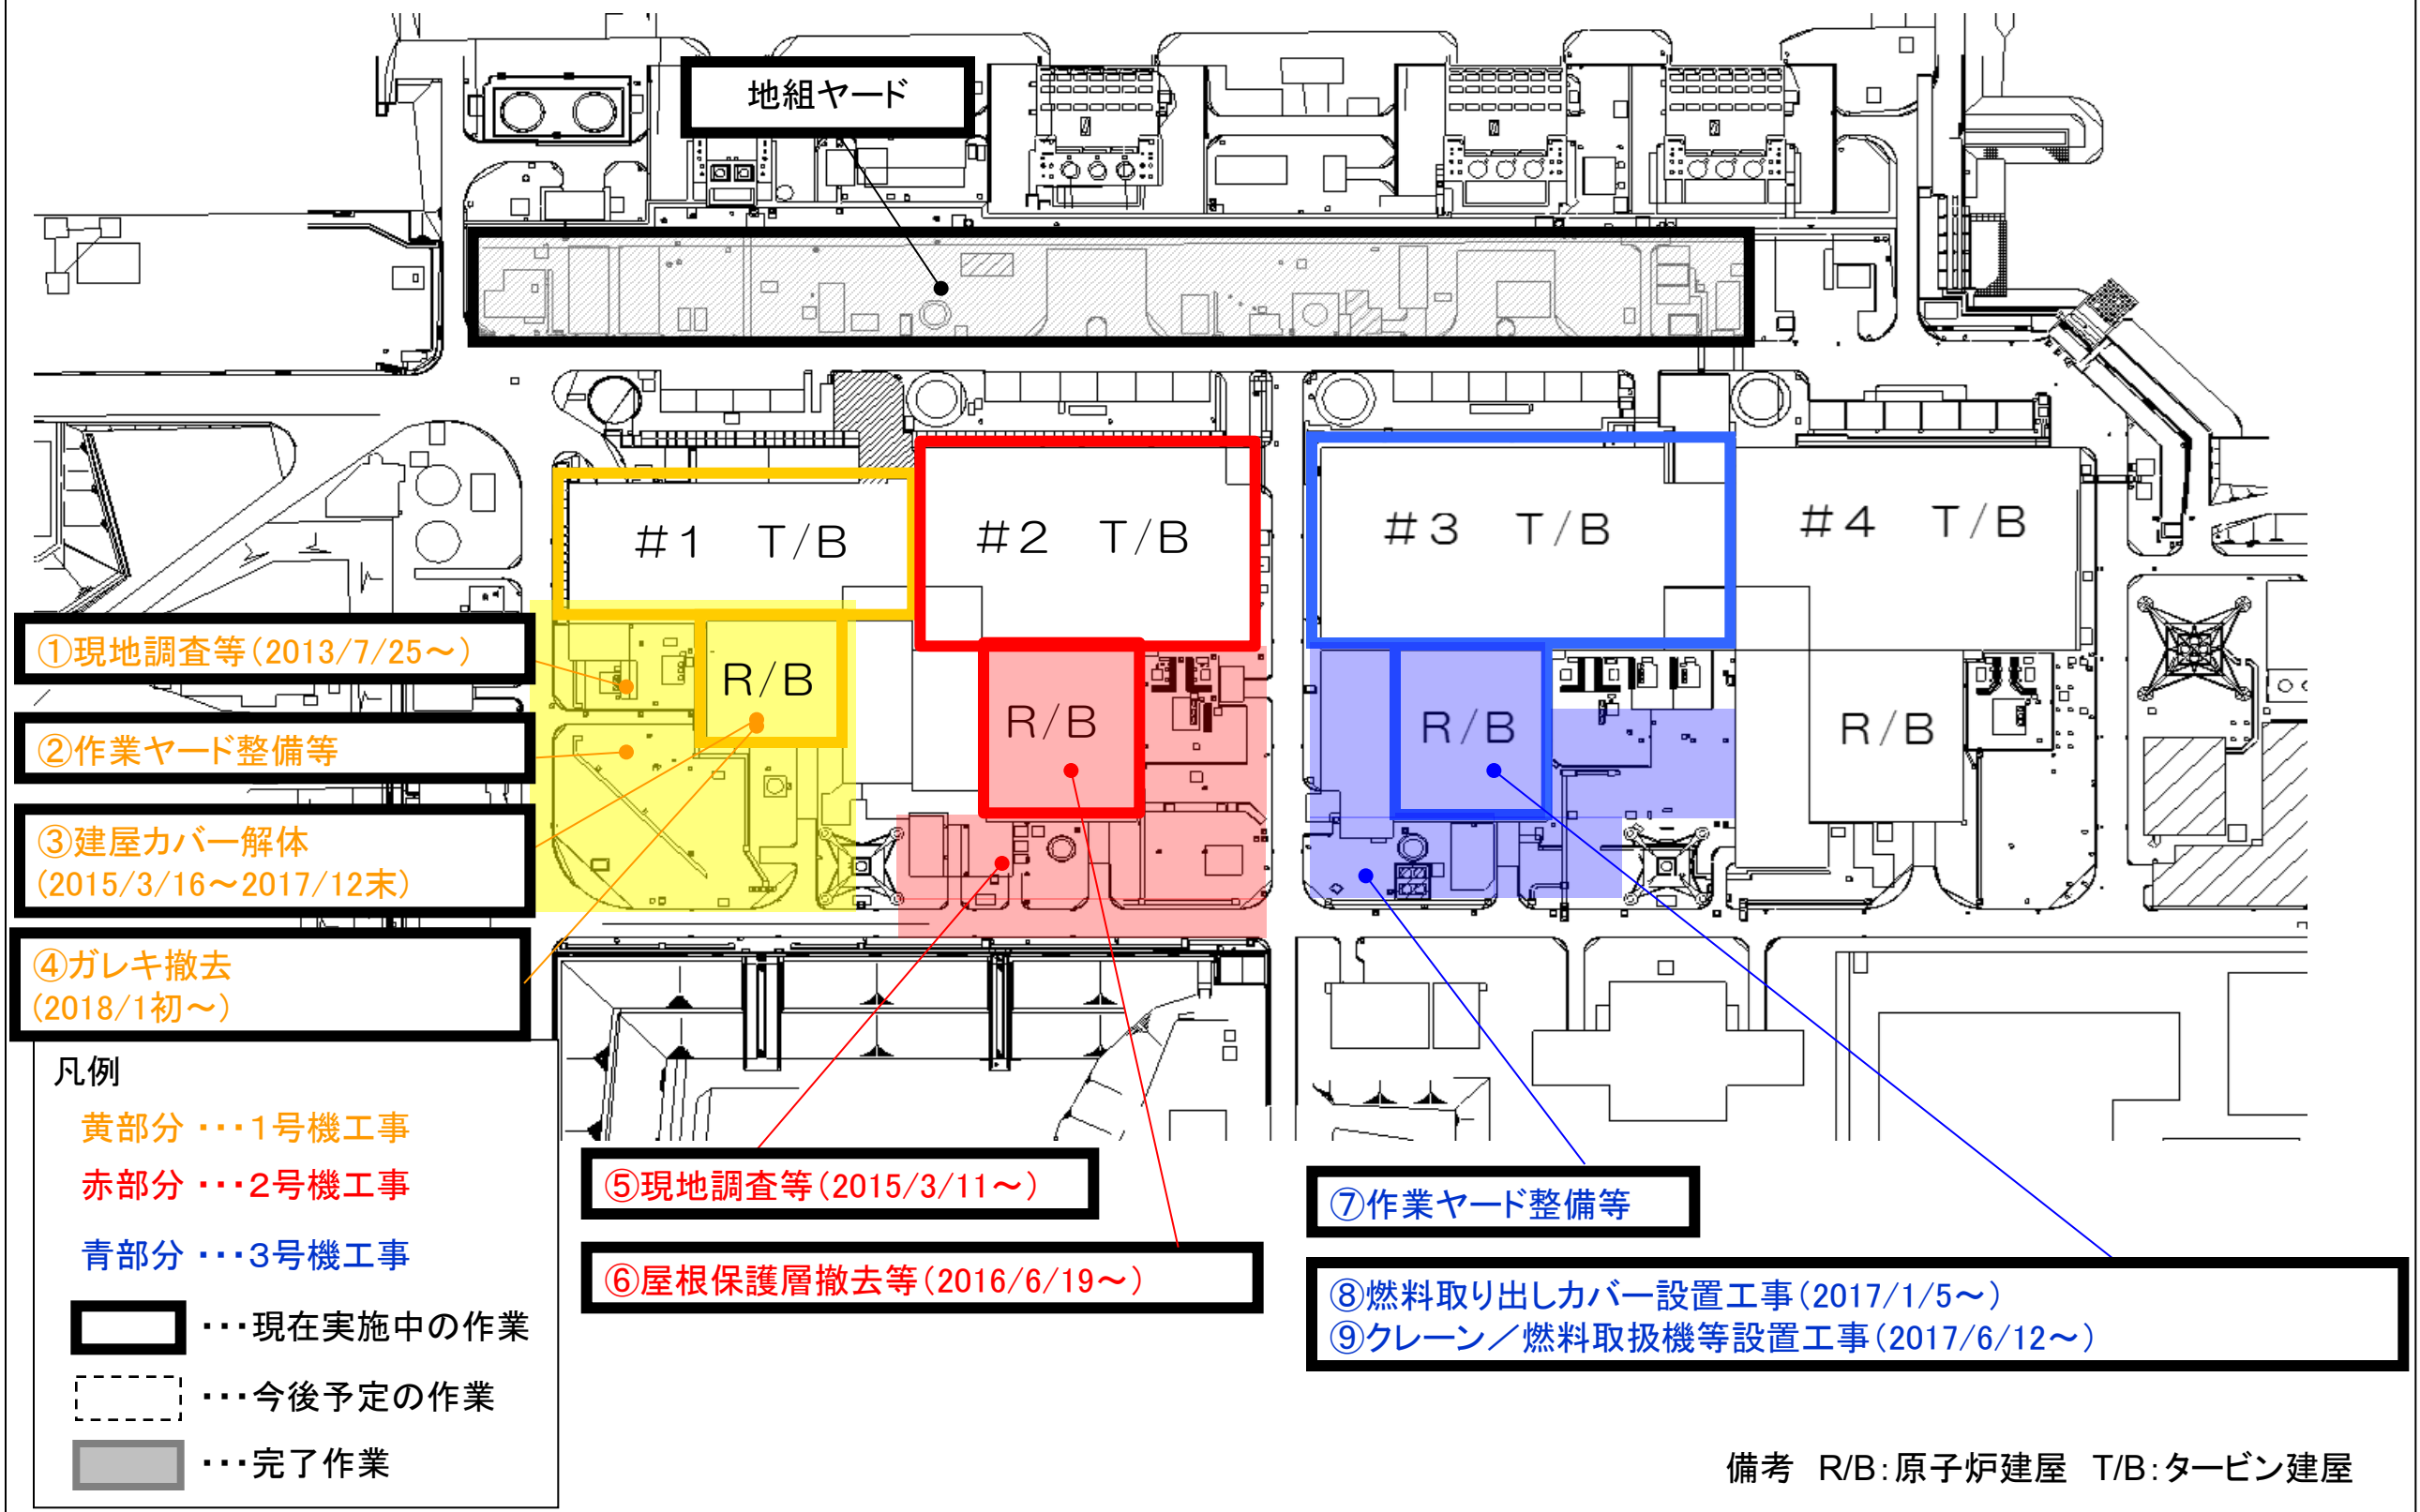 地組ヤード
#1 T/B
#2 T/B
#3 T/B
#4 T/B
R/B
R/B
R/B
R/B
①現地調査等(2013/7/25～)
②作業ヤード整備等
③建屋カバー解体
(2015/3/16～2017/12末)
④ガレキ撤去
(2018/1初～)
凡例
黄部分 ・・・1号機工事
赤部分 ・・・2号機工事
青部分 ・・・3号機工事
・・・現在実施中の作業
・・・今後予定の作業
・・・完了作業
⑤現地調査等(2015/3/11～)
⑥屋根保護層撤去等(2016/6/19～)
⑦作業ヤード整備等
⑧燃料取り出しカバー設置工事(2017/1/5～)
⑨クレーン／燃料取扱機等設置工事(2017/6/12～)
備考 R/B:原子炉建屋 T/B:タービン建屋